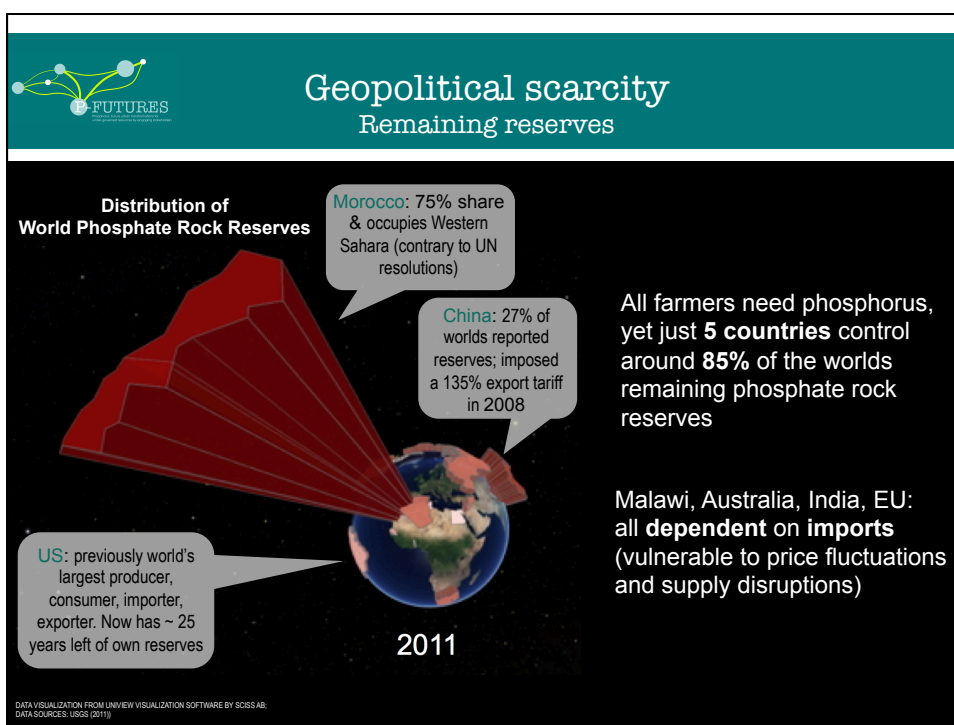 P-FUTURES
Geopolitical scarcity
Remaining reserves
Distribution of
World Phosphate Rock Reserves
Morocco: 75% share
& occupies Western
Sahara (contrary to UN
resolutions)
China: 27% of
worlds reported
reserves; imposed
a 135% export tariff
in 2008
US: previously world's
largest producer,
consumer, importer,
exporter. Now has ~ 25
years left of own reserves
2011
All farmers need phosphorus,
yet just 5 countries control
around 85% of the worlds
remaining phosphate rock
reserves
Malawi, Australia, India, EU:
all dependent on imports
(vulnerable to price fluctuations
and supply disruptions)
DATA VISUALIZATION FROM UNIVIEW VISUALIZATION SOFTWARE BY SCISS AB;
DATA SOURCES: USGS (2011))